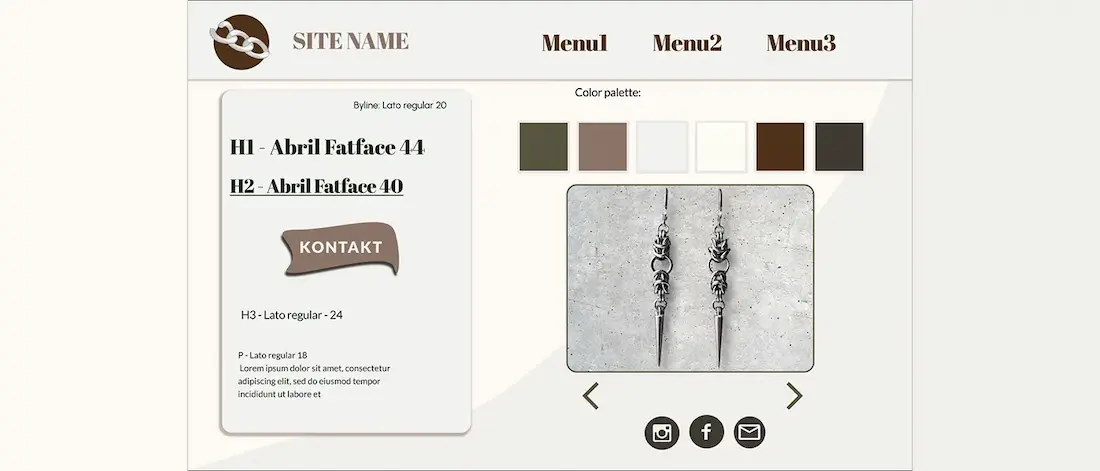 SITE NAME
Menu1 Menu2 Menu3
Byline: Lato regular 20
H1 - Abril Fatface 44
H2 - Abril Fatface 40
KONTAKT
H3 - Lato regular - 24
P - Lato regular 18
Lorem ipsum dolor sit amet, consectetur
adipiscing elit, sed do eiusmod tempor
incididunt ut labore et
Color palette: